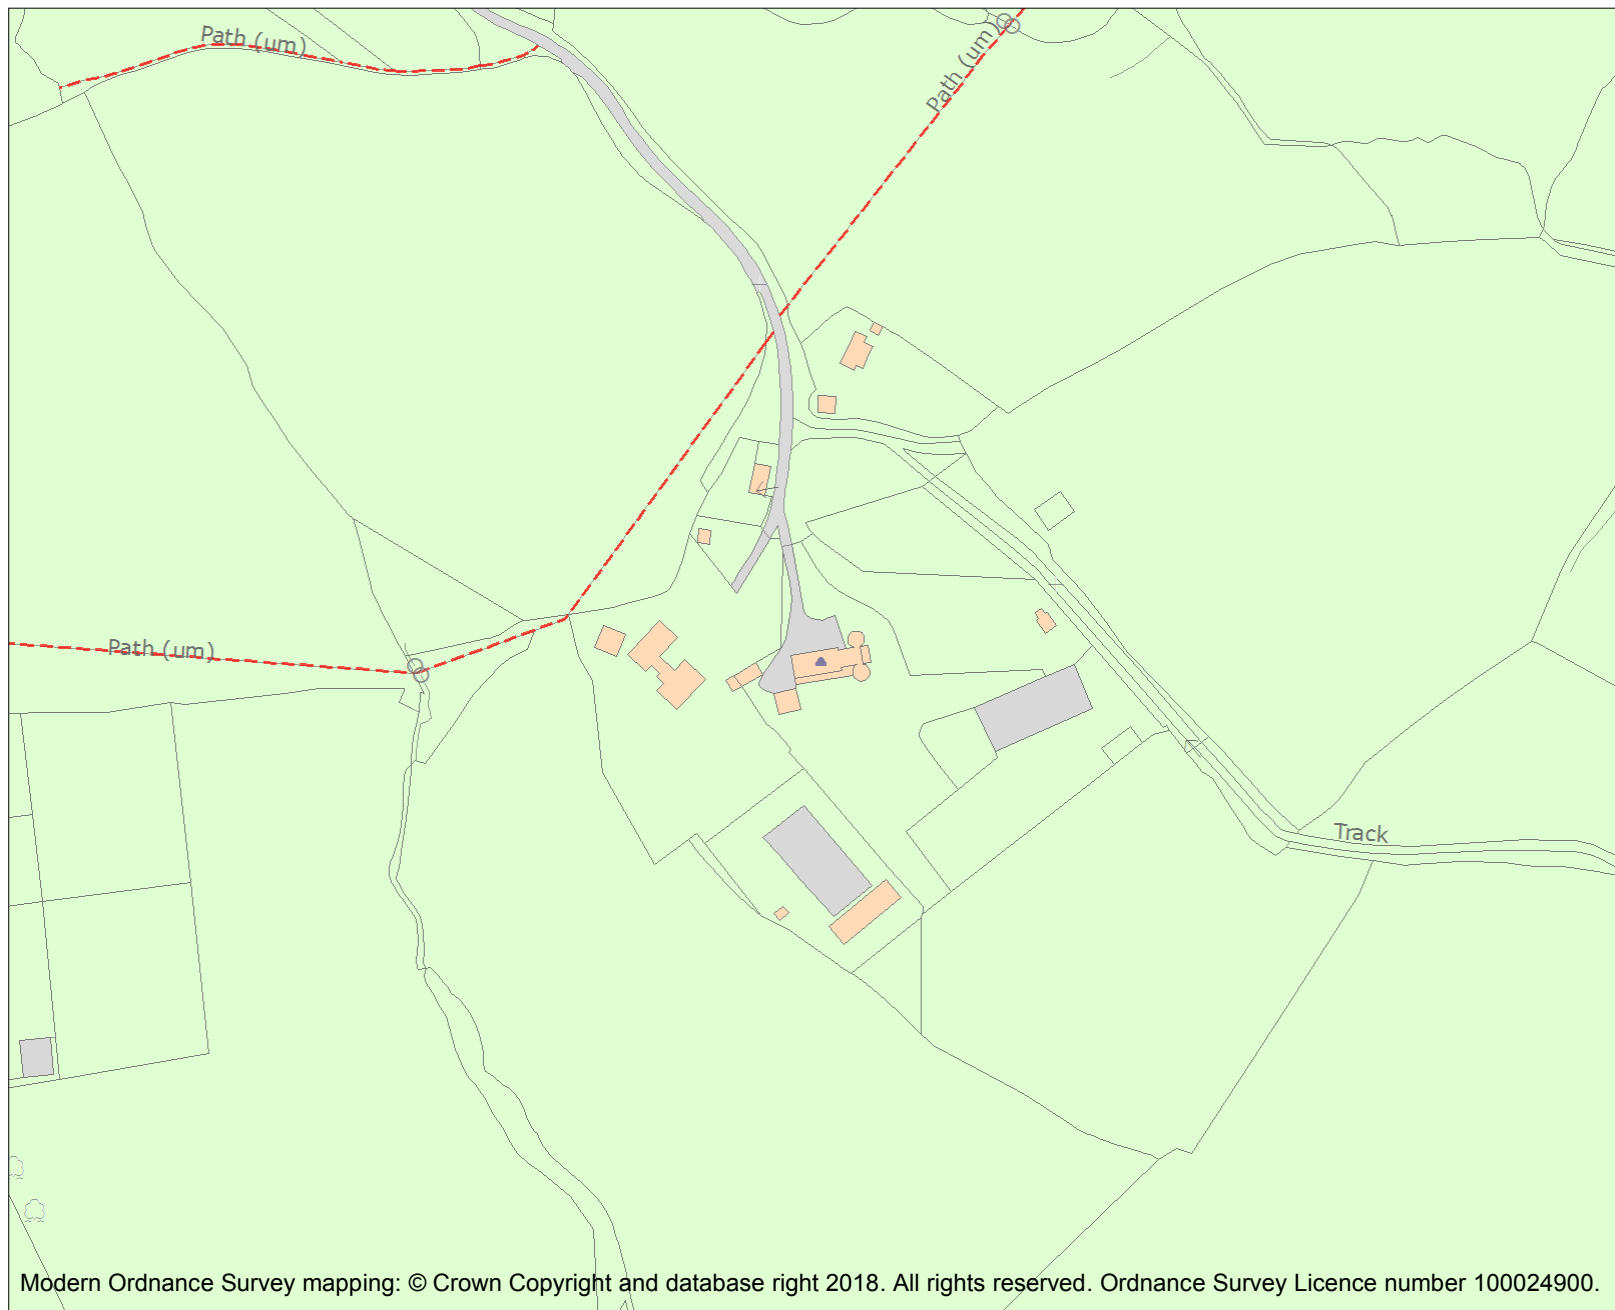 Path (um)
Path (um)
Path (um)
Track
Modern Ordnance Survey mapping: © Crown Copyright and database right 2018. All rights reserved. Ordnance Survey Licence number 100024900.